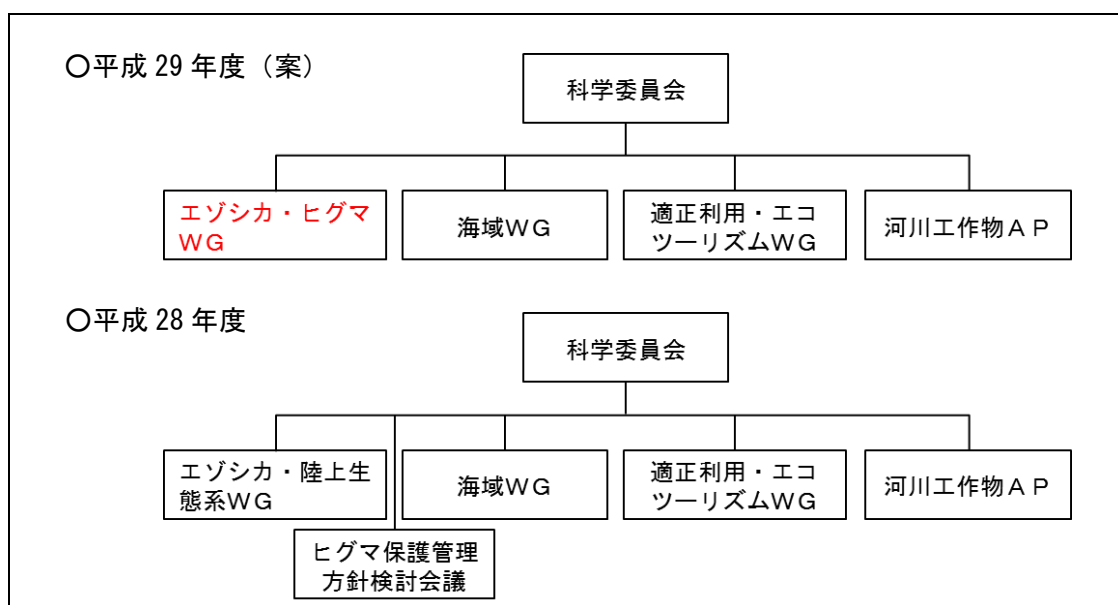 〇平成 29 年度（案）
科学委員会
エゾシカ・ヒグマ
ＷＧ
海域ＷＧ
適正利用・エコ
ツーリズムＷＧ
河川工作物ＡＰ
〇平成 28 年度
科学委員会
エゾシカ・陸上生
態系ＷＧ
海域ＷＧ
適正利用・エコ
ツーリズムＷＧ
河川工作物ＡＰ
ヒグマ保護管理
方針検討会議